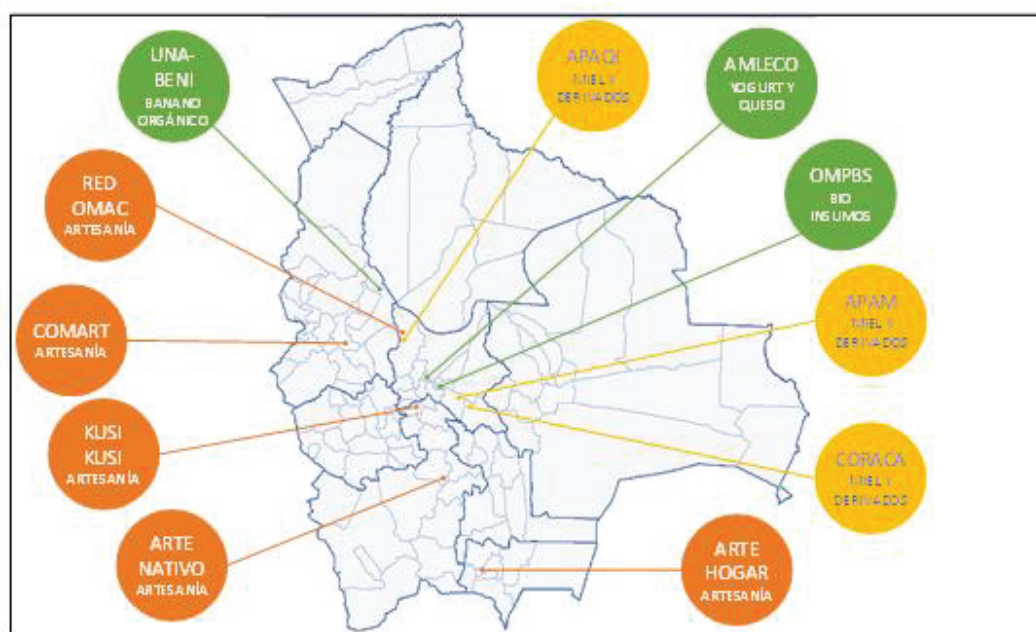 UNA-
BENI
BANANO
ORGÁNICO
APAQI
MIEL Y
DERIVADOS
AMLECO
YOGURT Y
QUESO
RED
OMAC
ARTESANÍA
OMPBS
BIO
INSUMOS
COMART
ARTESANÍA
APAM
MIEL Y
DERIVADOS
KUSI
KUSI
ARTESANÍA
CORACA
MIEL Y
DERIVADOS
ARTE
NATIVO
ARTESANÍA
ARTE
HOGAR
ARTESANÍA